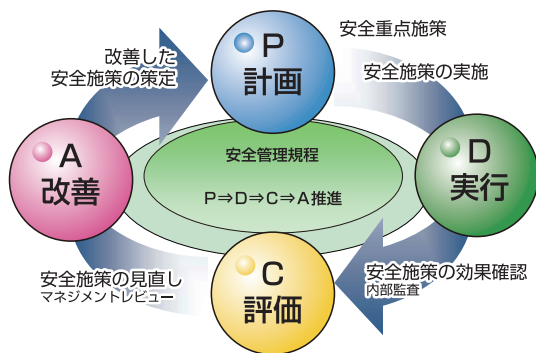 P
計画
安全重点施策
安全施策の実施
D
実行
安全施策の効果確認
内部監査
C
評価
安全施策の見直し
マネジメントレビュー
A
改善
改善した
安全施策の策定
安全管理規程
P⇒D⇒C⇒A推進